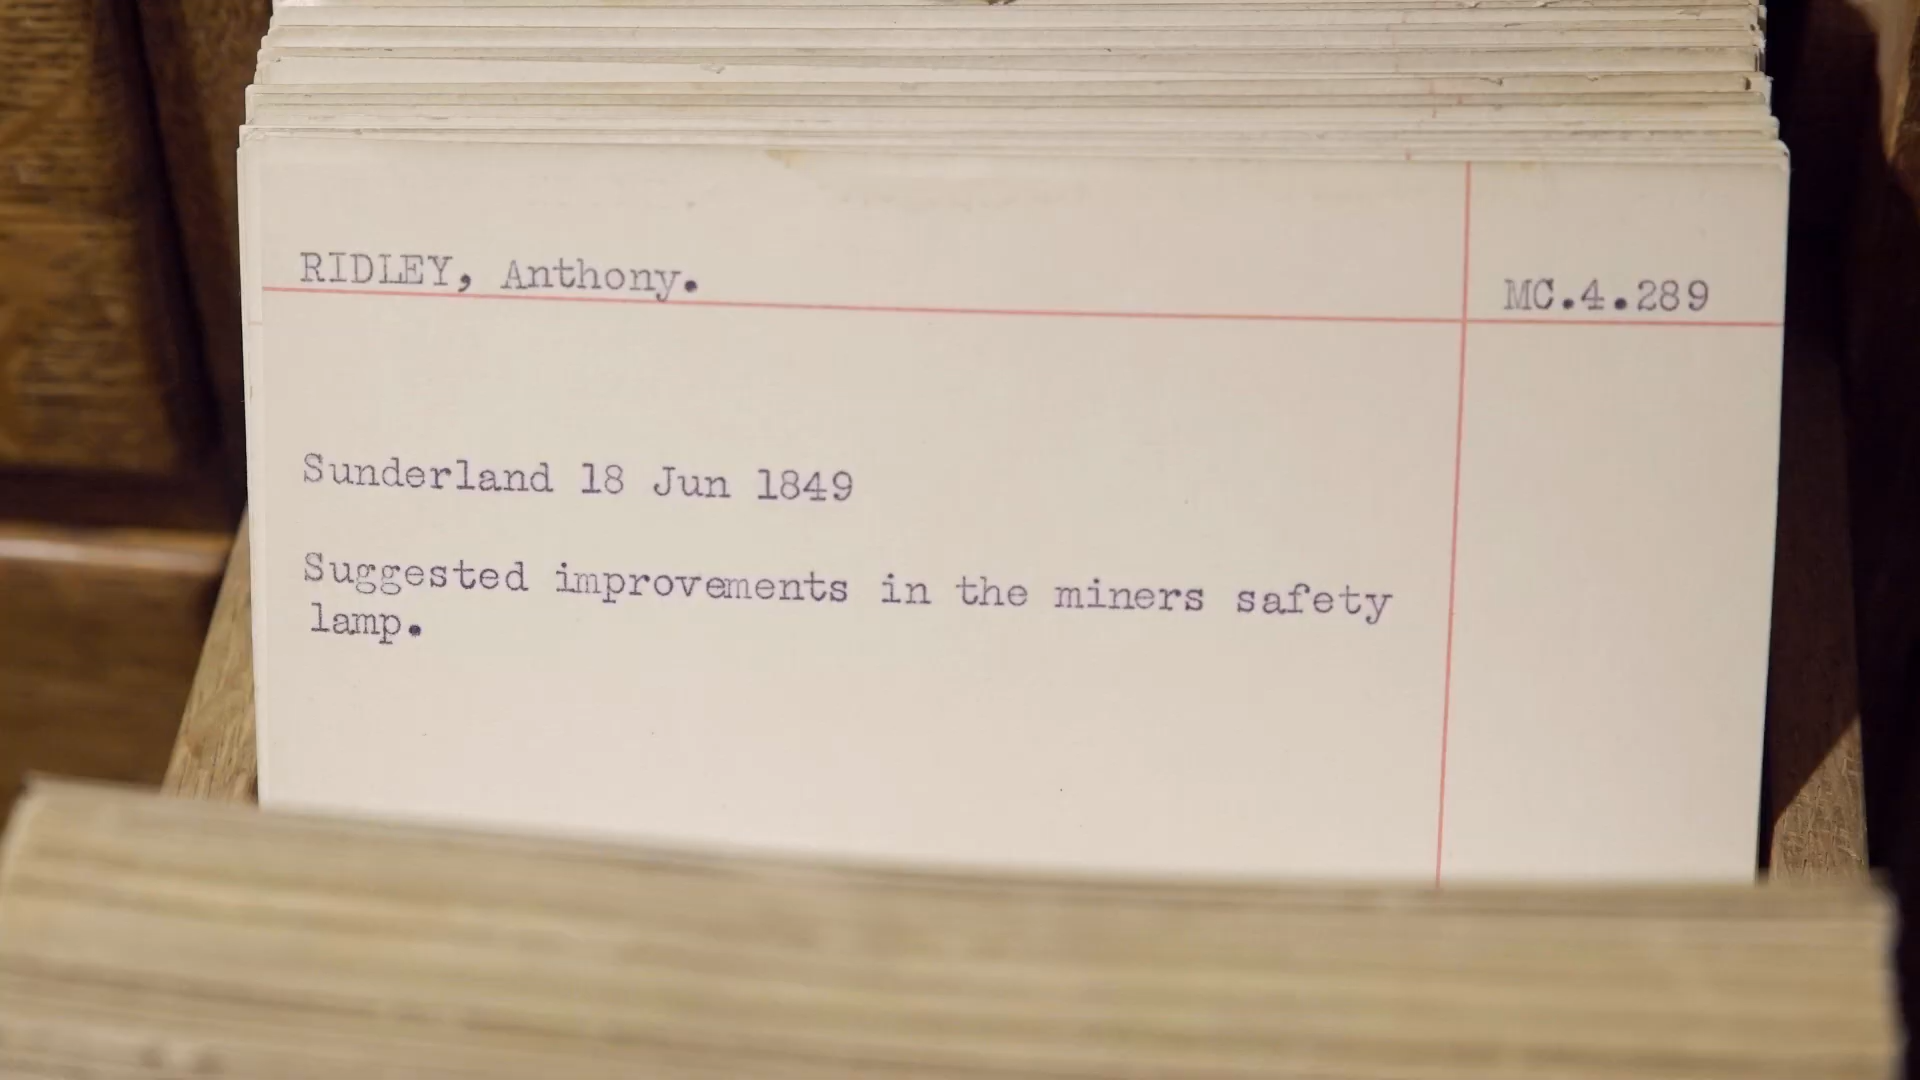 RIDLEY, Anthony.
MC.4.289
Sunderland 18 Jun 1849
Suggested improvements in the miners safety
lamp.